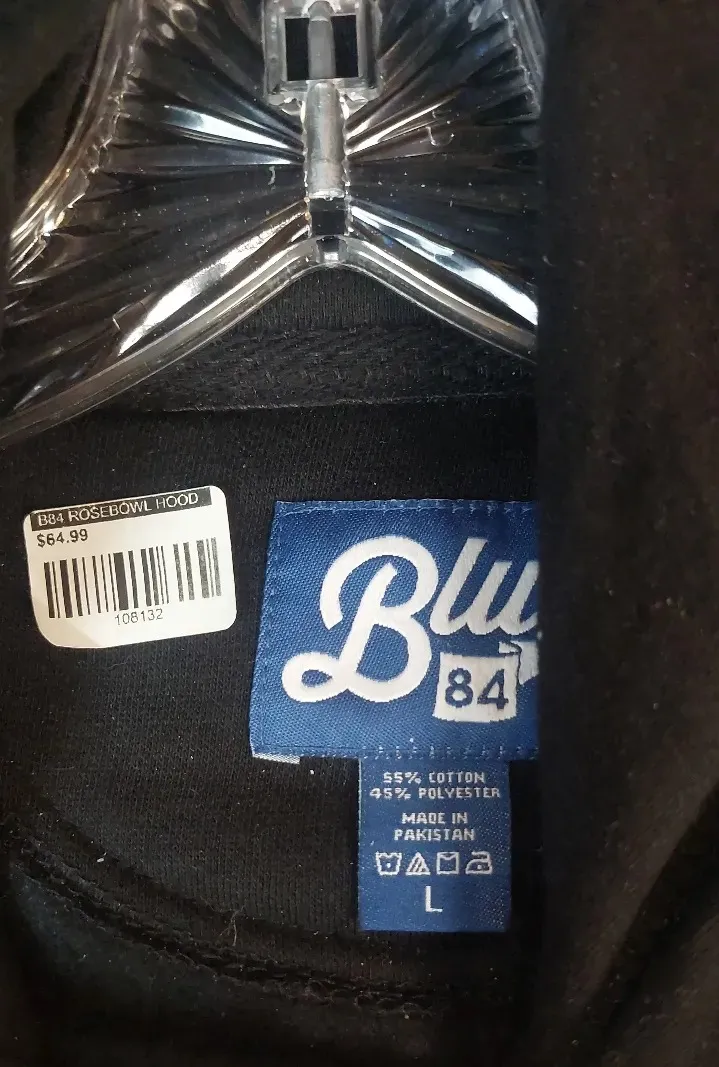 B84 ROSEBOWL HOOD
$64.99
108132
Blu
84
55% COTTON
45% POLYESTER
MADE IN
PAKISTAN
L